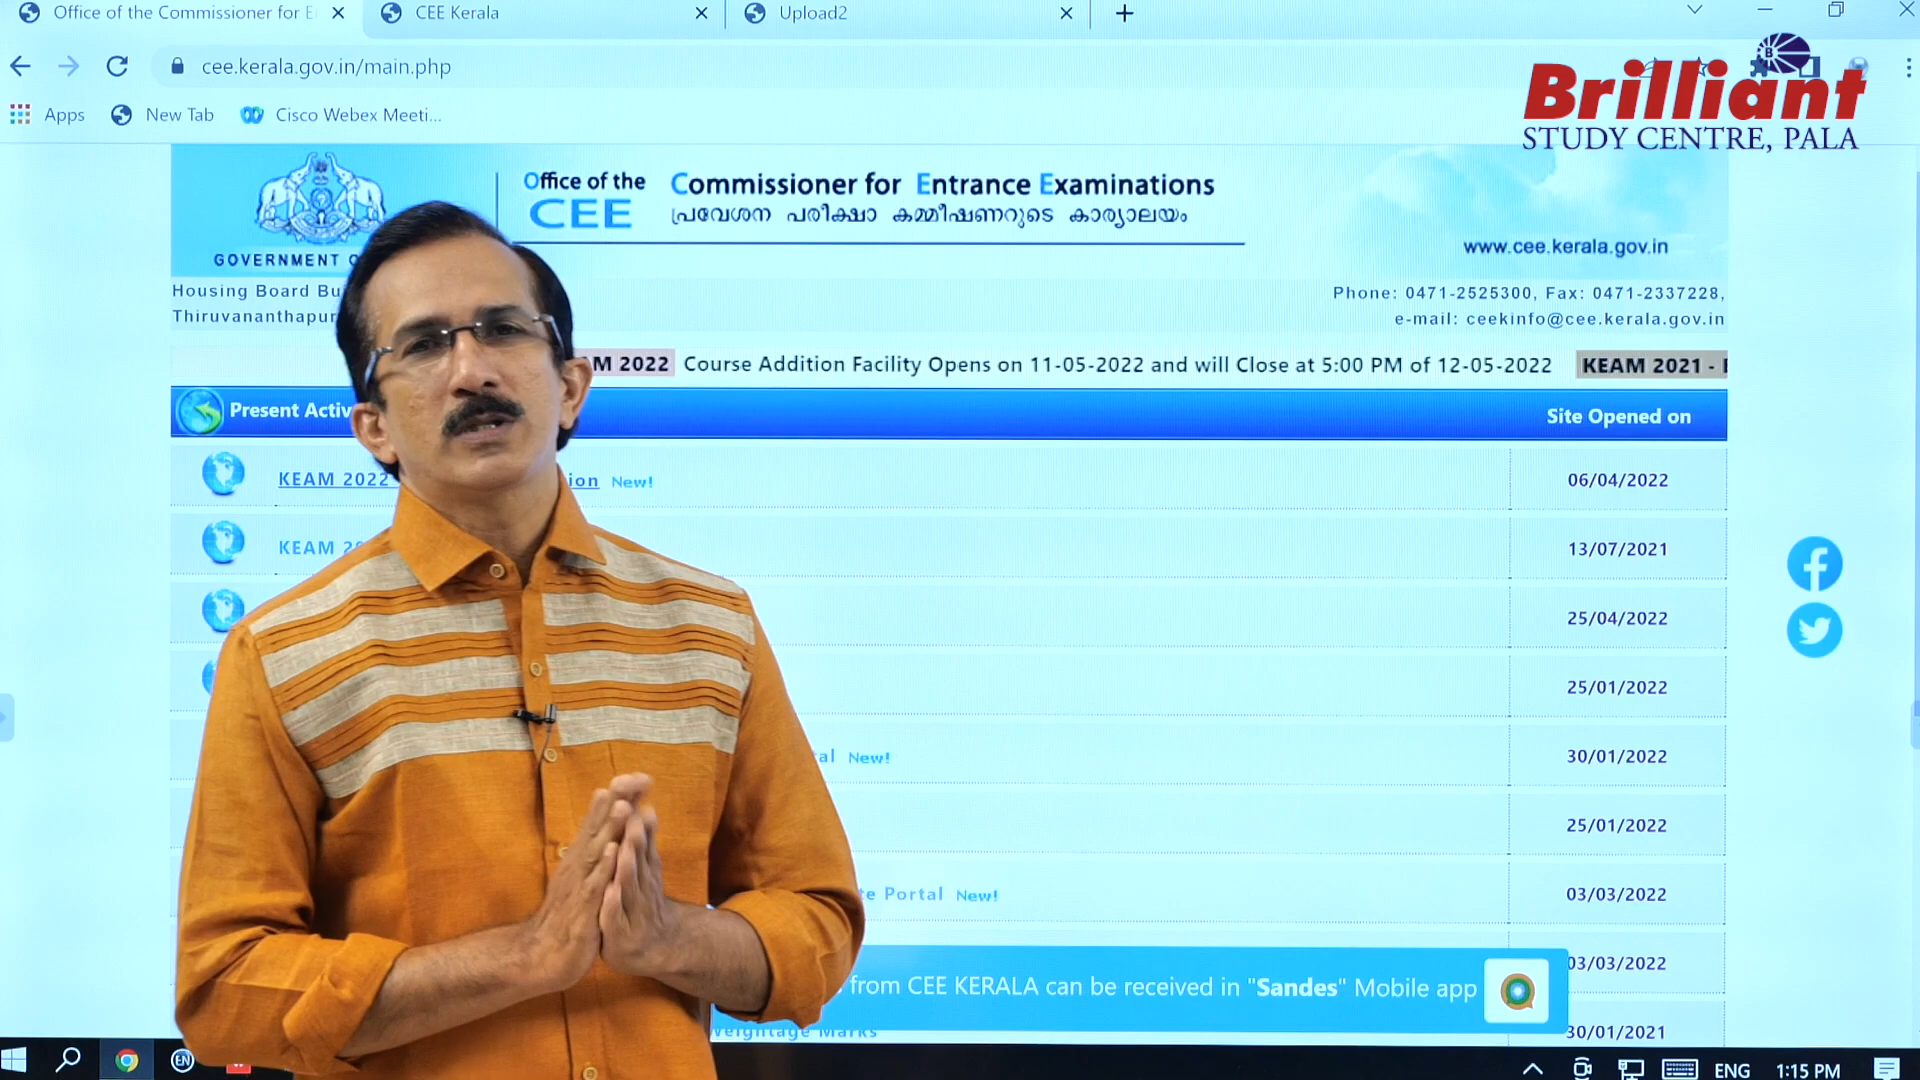 Office of the Commissioner for E
CEE Kerala
Upload2
cee.kerala.gov.in/main.php
Apps
New Tab
Cisco Webex Meeti...
Brilliant
STUDY CENTRE, PALA
GOVERNMENT
Office of the
CEE
Commissioner for Entrance Examinations
പ്രവേശന പരീക്ഷാ കമ്മീഷണറുടെ കാര്യാലയം
www.cee.kerala.gov.in
Housing Board
Phone: 0471-2525300, Fax: 0471-2337228,
e-mail: ceekinfo@cee.kerala.gov.in
2022 Course Addition Facility Opens on 11-05-2022 and will Close at 5:00 PM of 12-05-2022 KEAM 2021 -
Present
Site Opened on
KEAM 2022 New! 06/04/2022
KEAM 13/07/2021
25/04/2022
25/01/2022
New! 30/01/2022
25/01/2022
Portal New! 03/03/2022
03/03/2022
from CEE KERALA can be received in "Sandes" Mobile app
Weightage Marks 30/01/2021
EN
ENG
1:15 PM